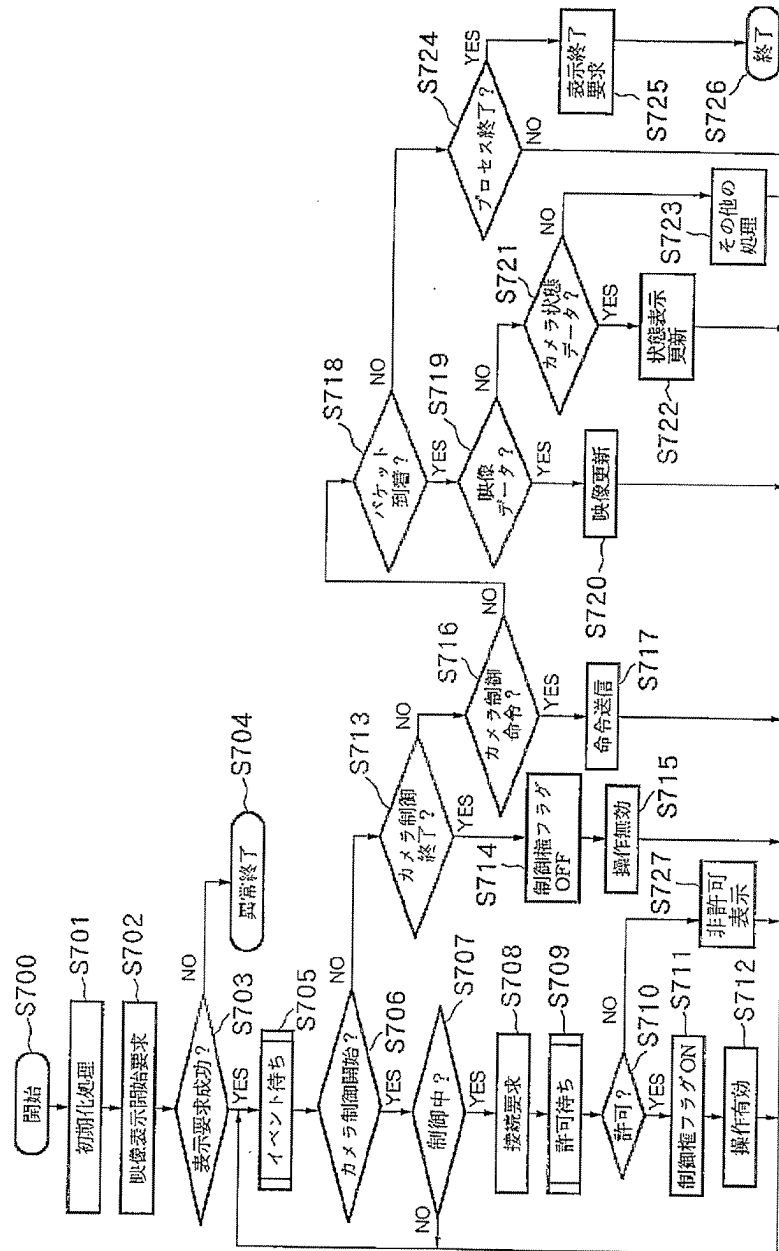 開始
S700
初期化処理
S701
映像表示開始要求
S702
表示要求成功？
S703
NO
YES
異常終了
S704
イベント待ち
S705
カメラ制御開始？
S706
NO
YES
制御中？
S707
NO
YES
接続要求
S708
許可待ち
S709
許可？
S710
NO
YES
制御権フラグON
S711
操作有効
S712
非許可
表示
S727
カメラ制御
終了？
S713
NO
YES
制御権フラグ
OFF
S714
操作無効
S715
カメラ制御
命令？
S716
NO
YES
命令送信
S717
パケット
到着？
S718
NO
YES
映像
データ？
S719
NO
YES
映像更新
S720
カメラ状態
データ？
S721
NO
YES
状態表示
更新
S722
その他の
処理
S723
プロセス終了？
S724
YES
NO
表示終了
要求
S725
終了
S726